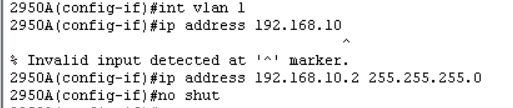 2950A(config-if)#int vlan 1
2950A(config-if)#ip address 192.168.10
^
% Invalid input detected at '^' marker.
2950A(config-if)#ip address 192.168.10.2 255.255.255.0
2950A(config-if)#no shut